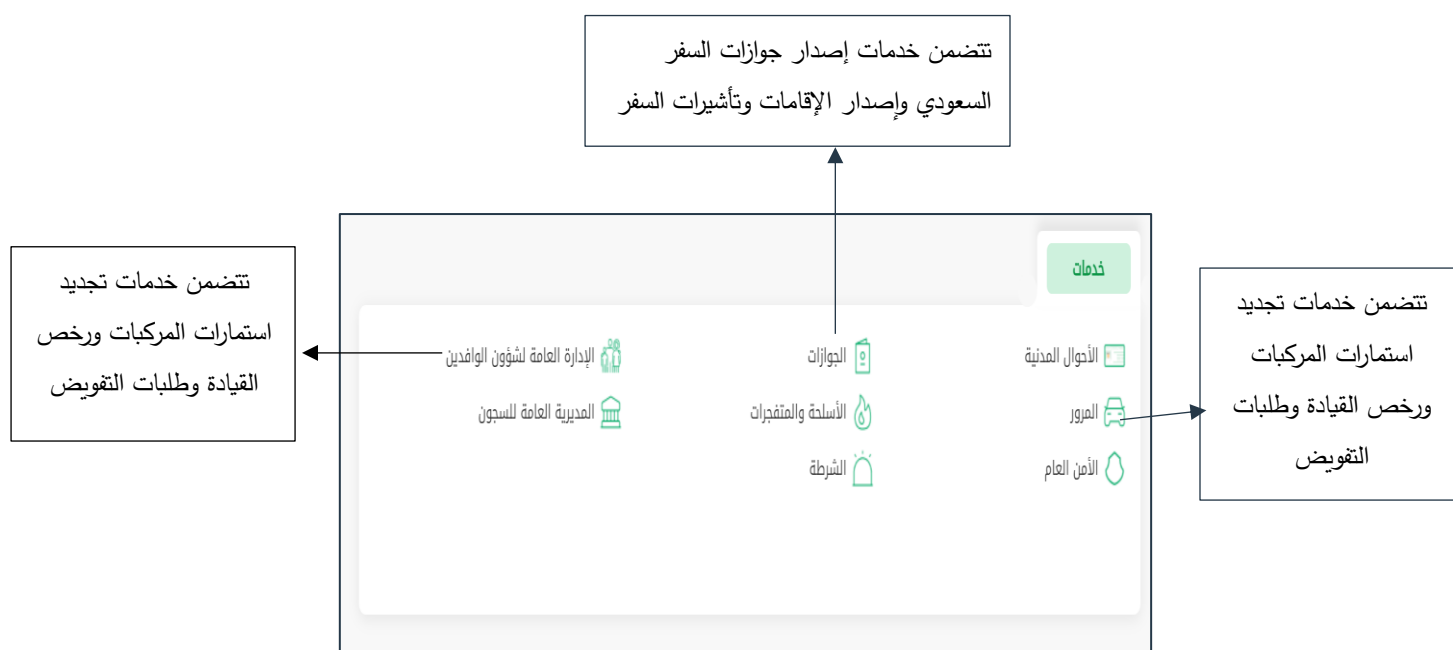 تتضمن خدمات إصدار جوازات السفر
السعودي وإصدار الإقامات وتأشيرات السفر
خدمات
تتضمن خدمات تجديد
استمارات المركبات
ورخص القيادة وطلبات
التفويض
الأحوال المدنية
الجوازات
الإدارة العامة لشؤون الوافدين
المرور
الأسلحة والمتفجرات
المديرية العامة للسجون
الأمن العام
الشرطة
تتضمن خدمات تجديد
استمارات المركبات ورخص
القيادة وطلبات التفويض